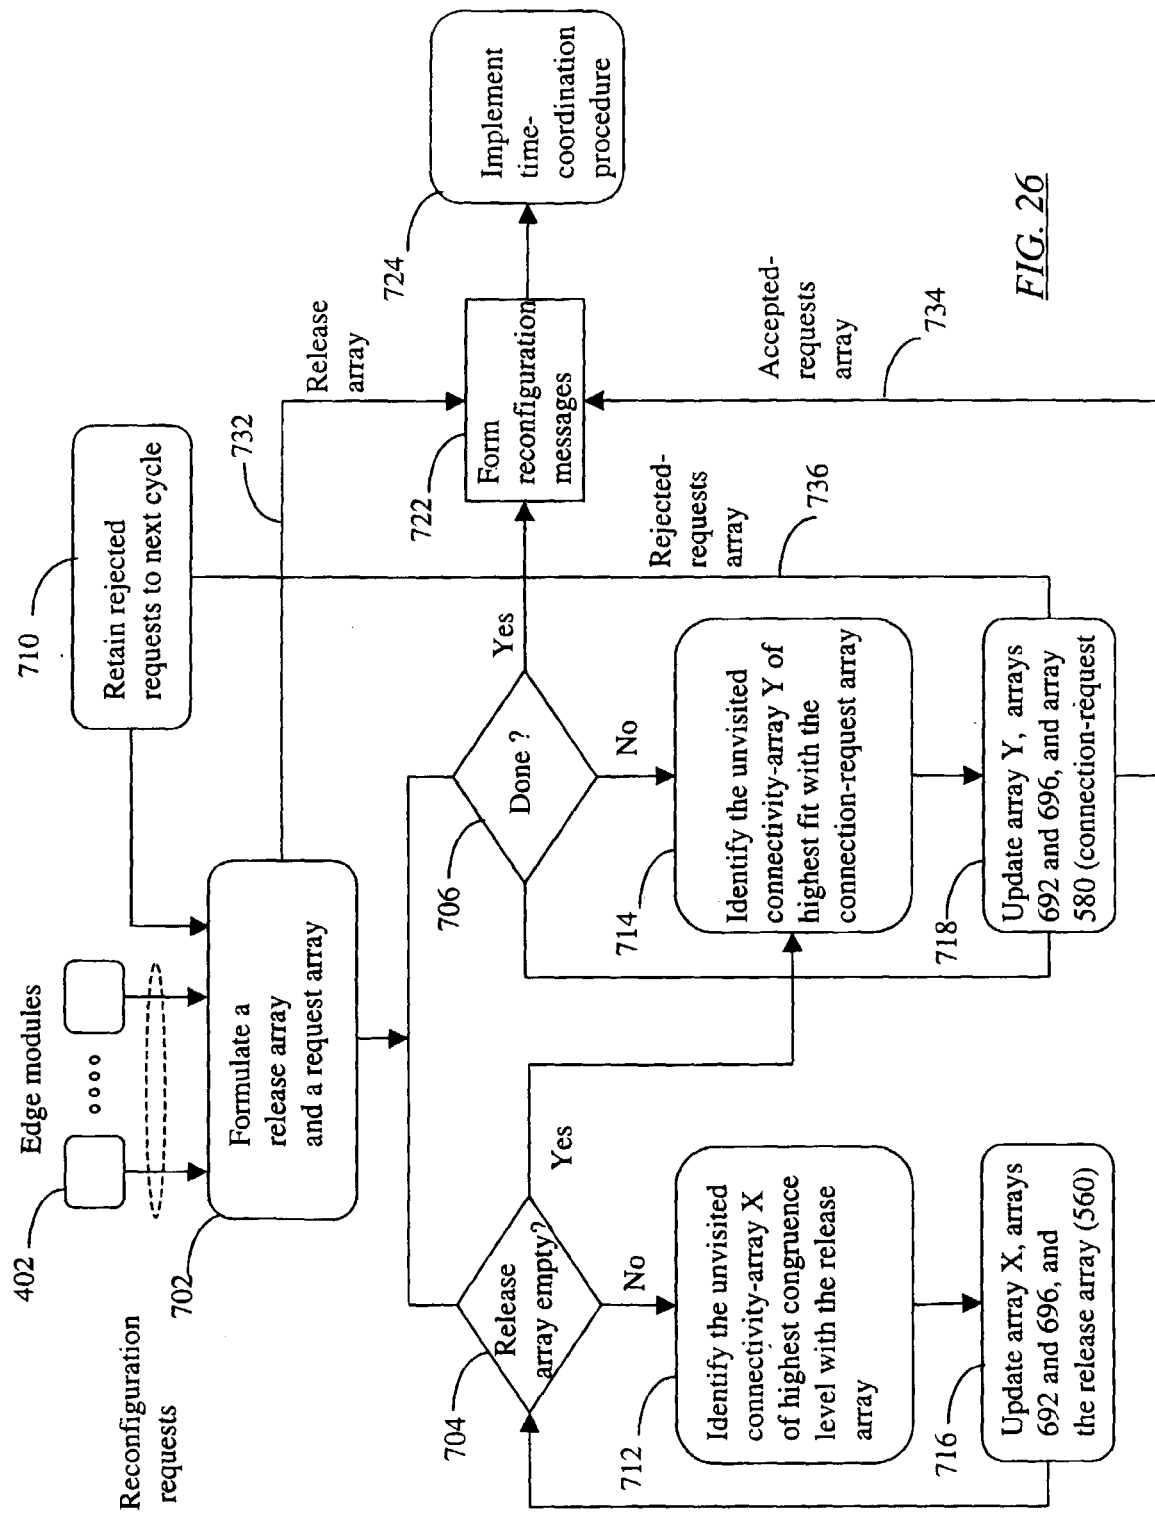 Reconfiguration
requests
402
Edge modules
702
Formulate a
release array
and a request array
710
Retain rejected
requests to next cycle
732
Release
array
704
Release
array empty?
Yes
No
706
Done ?
Yes
No
722
Form
reconfiguration
messages
724
Implement
time-
coordination
procedure
712
Identify the unvisited
connectivity-array X
of highest congruence
level with the release
array
714
Identify the unvisited
connectivity-array Y of
highest fit with the
connection-request array
716
Update array X, arrays
692 and 696, and
the release array (560)
718
Update array Y, arrays
692 and 696, and array
580 (connection-request
Rejected-
requests
array
736
Accepted-
requests
array
734
FIG. 26